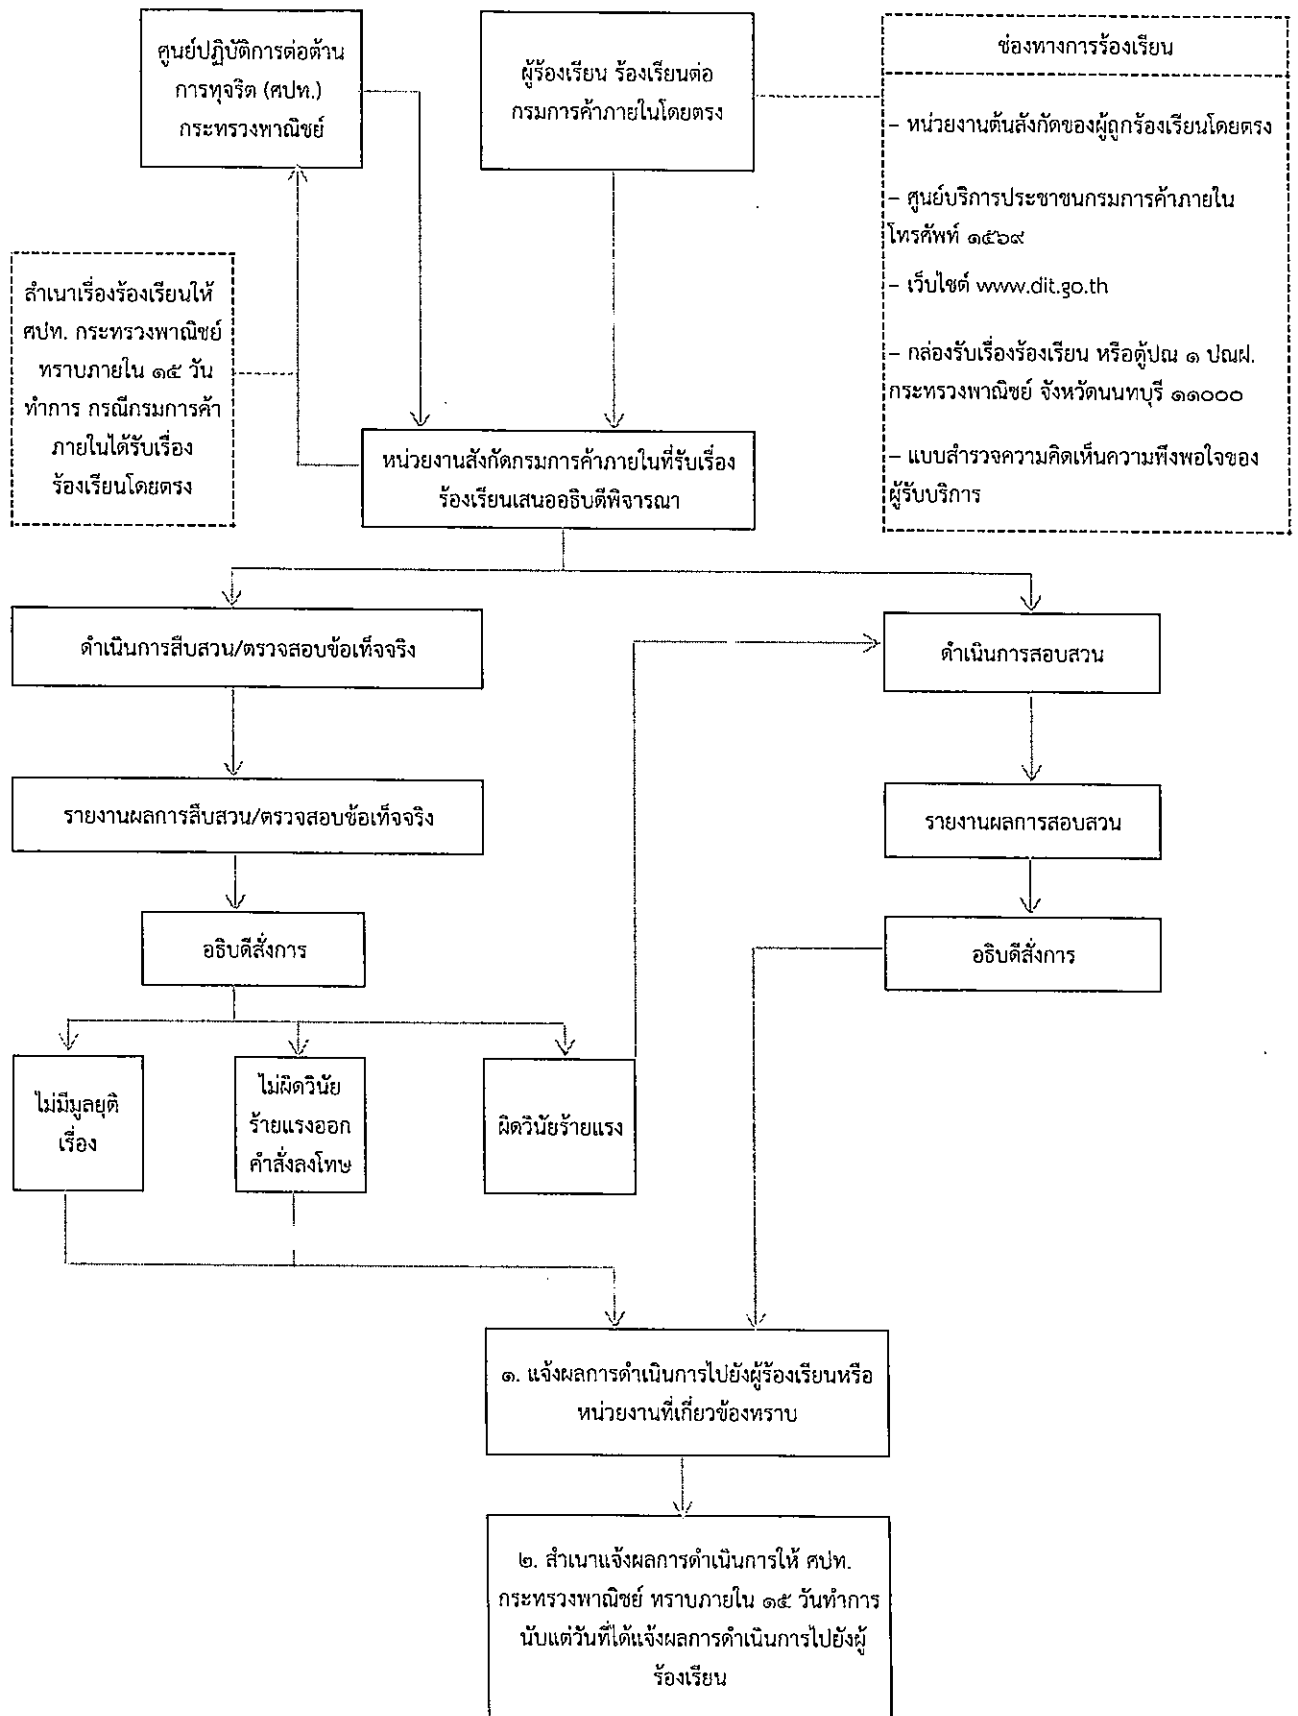 ศูนย์ปฏิบัติการต่อต้าน
การทุจริต (ศปท.)
กระทรวงพาณิชย์
ผู้ร้องเรียน ร้องเรียนต่อ
กรมการค้าภายในโดยตรง
ช่องทางการร้องเรียน
– หน่วยงานต้นสังกัดของผู้ถูกร้องเรียนโดยตรง
– ศูนย์บริการประชาชนกรมการค้าภายใน
โทรศัพท์ ๑๕๖๙
– เว็บไซต์ www.dit.go.th
– กล่องรับเรื่องร้องเรียน หรือตู้ปณ ๑ ปณฝ.
กระทรวงพาณิชย์ จังหวัดนนทบุรี ๑๑๐๐๐
– แบบสำรวจความคิดเห็นความพึงพอใจของ
ผู้รับบริการ
สำเนาเรื่องร้องเรียนให้
ศปท. กระทรวงพาณิชย์
ทราบภายใน ๑๕ วัน
ทำการ กรณีกรมการค้า
ภายในได้รับเรื่อง
ร้องเรียนโดยตรง
หน่วยงานสังกัดกรมการค้าภายในที่รับเรื่อง
ร้องเรียนเสนออธิบดีพิจารณา
ดำเนินการสืบสวน/ตรวจสอบข้อเท็จจริง
ดำเนินการสอบสวน
รายงานผลการสืบสวน/ตรวจสอบข้อเท็จจริง
รายงานผลการสอบสวน
อธิบดีสั่งการ
อธิบดีสั่งการ
ไม่มีมูลยุติ
เรื่อง
ไม่ผิดวินัย
ร้ายแรงออก
คำสั่งลงโทษ
ผิดวินัยร้ายแรง
๑. แจ้งผลการดำเนินการไปยังผู้ร้องเรียนหรือ
หน่วยงานที่เกี่ยวข้องทราบ
๒. สำเนาแจ้งผลการดำเนินการให้ ศปท.
กระทรวงพาณิชย์ ทราบภายใน ๑๕ วันทำการ
นับแต่วันที่ได้แจ้งผลการดำเนินการไปยังผู้
ร้องเรียน